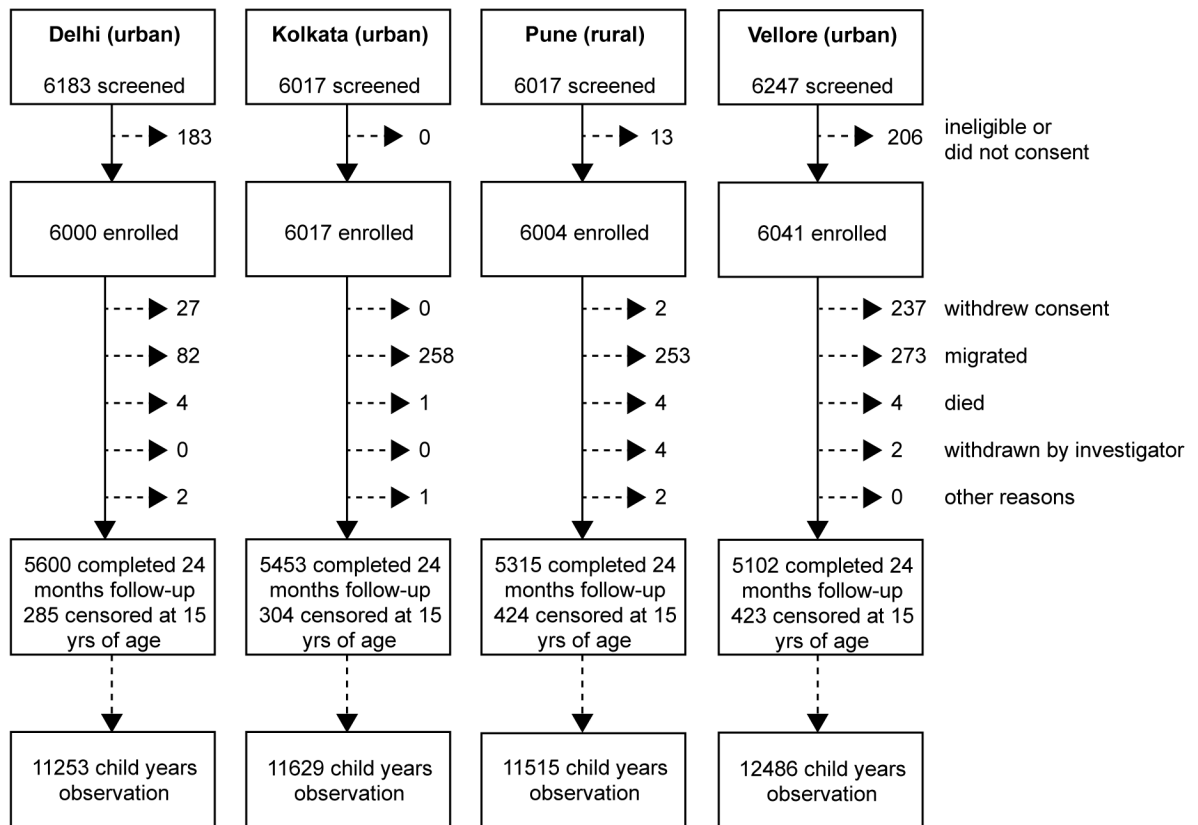 Delhi (urban)
6183 screened
Kolkata (urban)
6017 screened
Pune (rural)
6017 screened
Vellore (urban)
6247 screened
183
0
13
206
ineligible or
did not consent
6000 enrolled
6017 enrolled
6004 enrolled
6041 enrolled
27
0
2
237
withdrew consent
82
258
253
273
migrated
4
1
4
4
died
0
0
4
2
withdrawn by investigator
2
1
2
0
other reasons
5600 completed 24
months follow-up
285 censored at 15
yrs of age
5453 completed 24
months follow-up
304 censored at 15
yrs of age
5315 completed 24
months follow-up
424 censored at 15
yrs of age
5102 completed 24
months follow-up
423 censored at 15
yrs of age
11253 child years
observation
11629 child years
observation
11515 child years
observation
12486 child years
observation